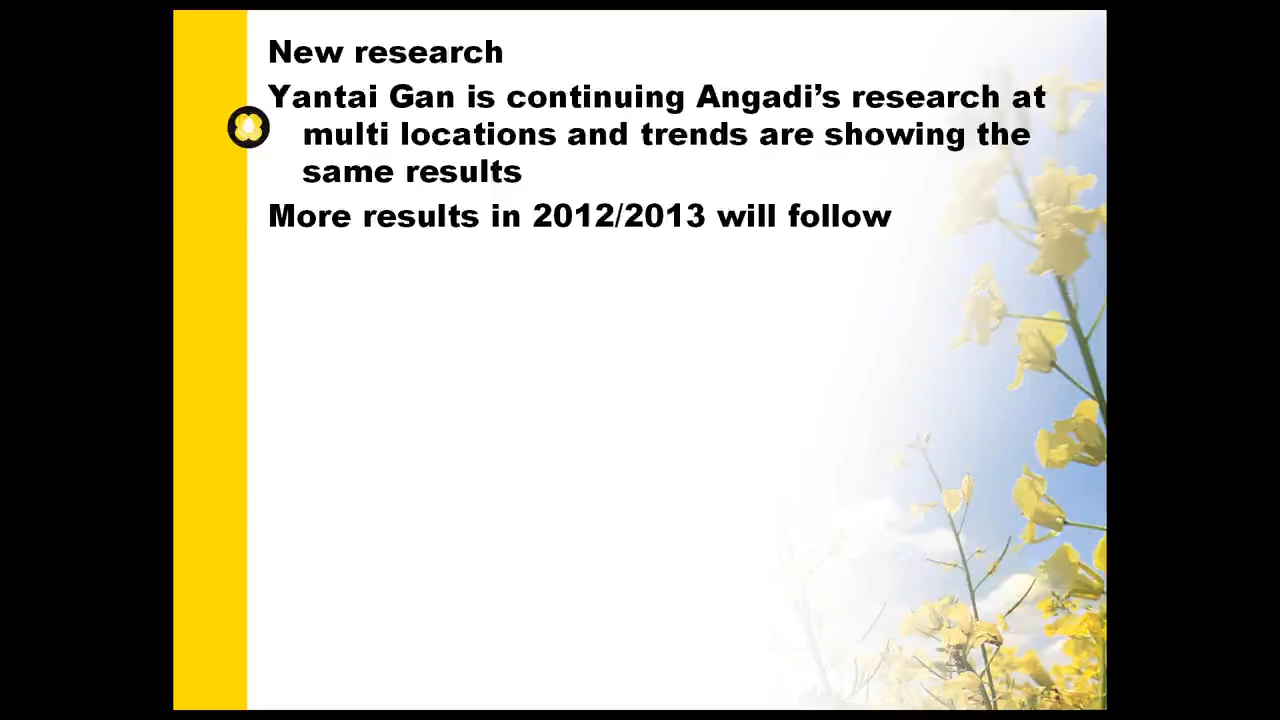 New research
Yantai Gan is continuing Angadi’s research at
multi locations and trends are showing the
same results
More results in 2012/2013 will follow